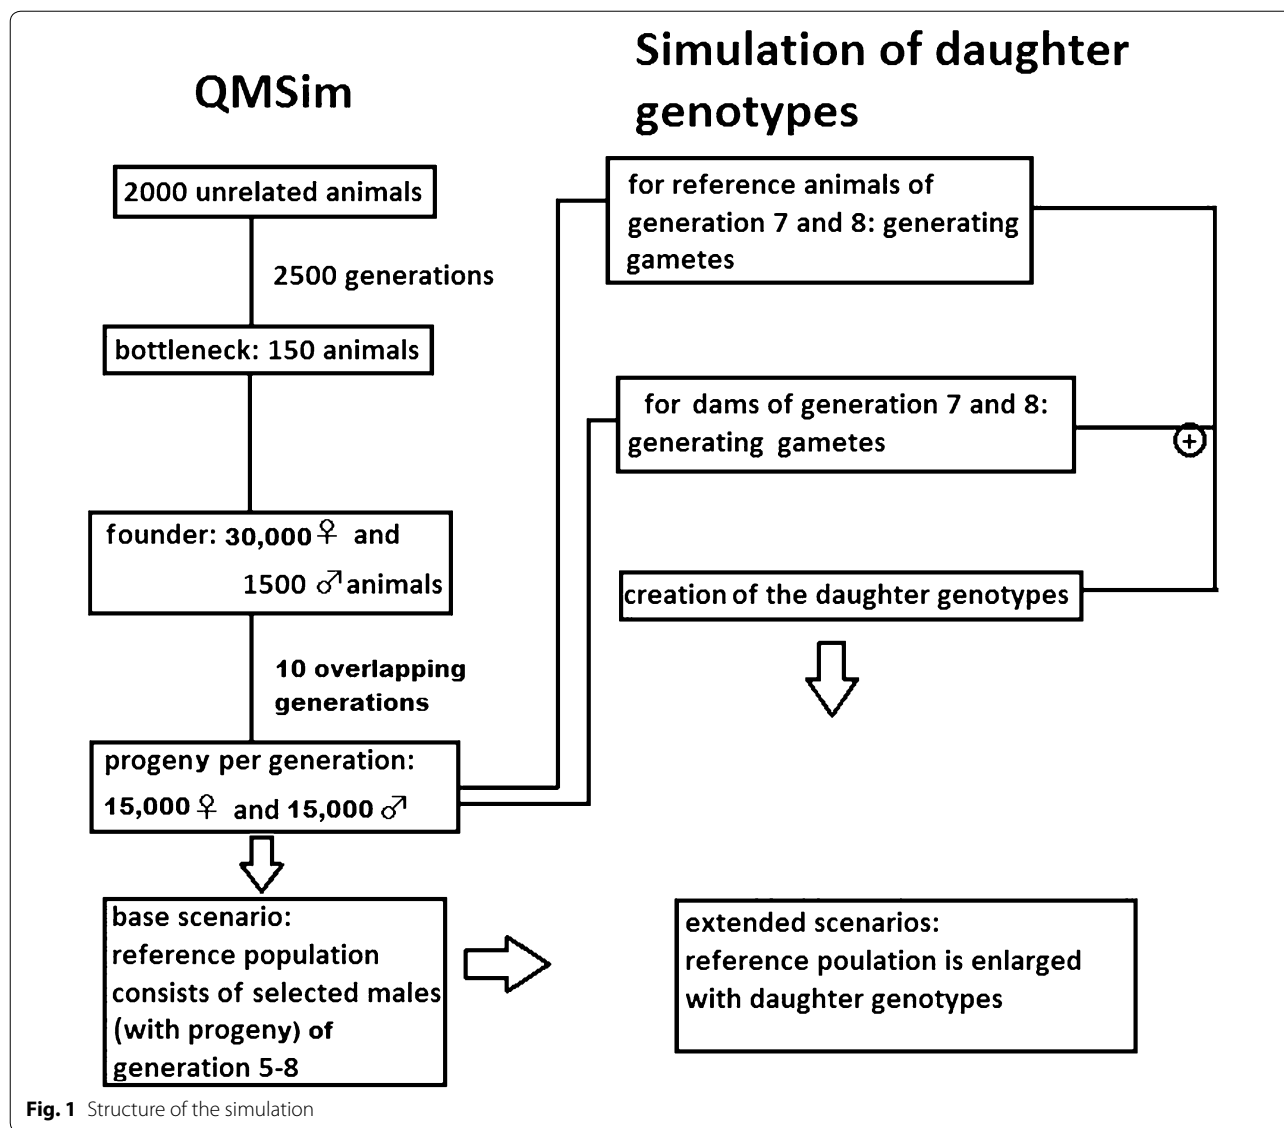 QMSim
2000 unrelated animals
2500 generations
bottleneck: 150 animals
founder: 30,000 ♀ and
1500 ♂ animals
10 overlapping
generations
progeny per generation:
15,000 ♀ and 15,000 ♂
base scenario:
reference population
consists of selected males
(with progeny) of
generation 5-8
Simulation of daughter
genotypes
for reference animals of
generation 7 and 8: generating
gametes
for dams of generation 7 and 8:
generating gametes
+
creation of the daughter genotypes
extended scenarios:
reference poulation is enlarged
with daughter genotypes
Fig. 1 Structure of the simulation